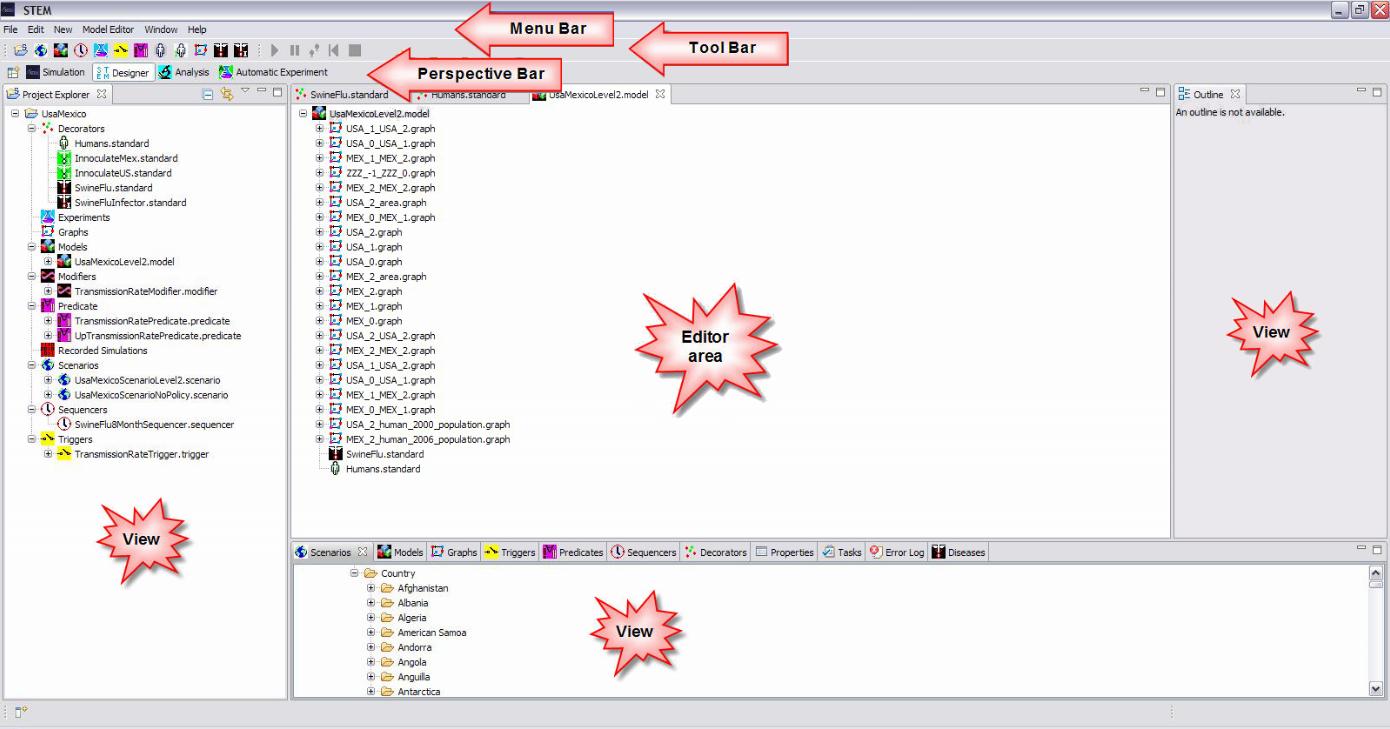 STEM
File Edit New Model Editor Window Help
Menu Bar
Tool Bar
Simulation Designer Analysis Automatic Experiment
Perspective Bar
Project Explorer
UsaMexico
Decorators
Humans.standard
InnoculateMex.standard
InnoculateUS.standard
SwineFlu.standard
SwineFluInfector.standard
Experiments
Graphs
Models
UsaMexicoLevel2.model
Modifiers
TransmissionRateModifier.modifier
Predicate
TransmissionRatePredicate.predicate
UpTransmissionRatePredicate.predicate
Recorded Simulations
Scenarios
UsaMexicoScenarioLevel2.scenario
UsaMexicoScenarioNoPolicy.scenario
Sequencers
SwineFlu8MonthSequencer.sequencer
Triggers
TransmissionRateTrigger.trigger
View
SwineFlu.standard Humans.standard UsaMexicoLevel2.model
UsaMexicoLevel2.model
USA_1_USA_2.graph
USA_0_USA_1.graph
MEX_1_MEX_2.graph
ZZZ_-1_ZZZ_0.graph
MEX_2_MEX_2.graph
USA_2_area.graph
MEX_0_MEX_1.graph
USA_2.graph
USA_1.graph
USA_0.graph
MEX_2_area.graph
MEX_2.graph
MEX_1.graph
MEX_0.graph
USA_2_USA_2.graph
MEX_2_MEX_2.graph
USA_1_USA_2.graph
USA_0_USA_1.graph
MEX_1_MEX_2.graph
MEX_0_MEX_1.graph
USA_2_human_2000_population.graph
MEX_2_human_2006_population.graph
SwineFlu.standard
Humans.standard
Editor
area
Outline
An outline is not available.
View
Scenarios Models Graphs Triggers Predicates Sequencers Decorators Properties Tasks Error Log Diseases
Country
Afghanistan
Albania
Algeria
American Samoa
Andorra
Angola
Anguilla
Antarctica
View